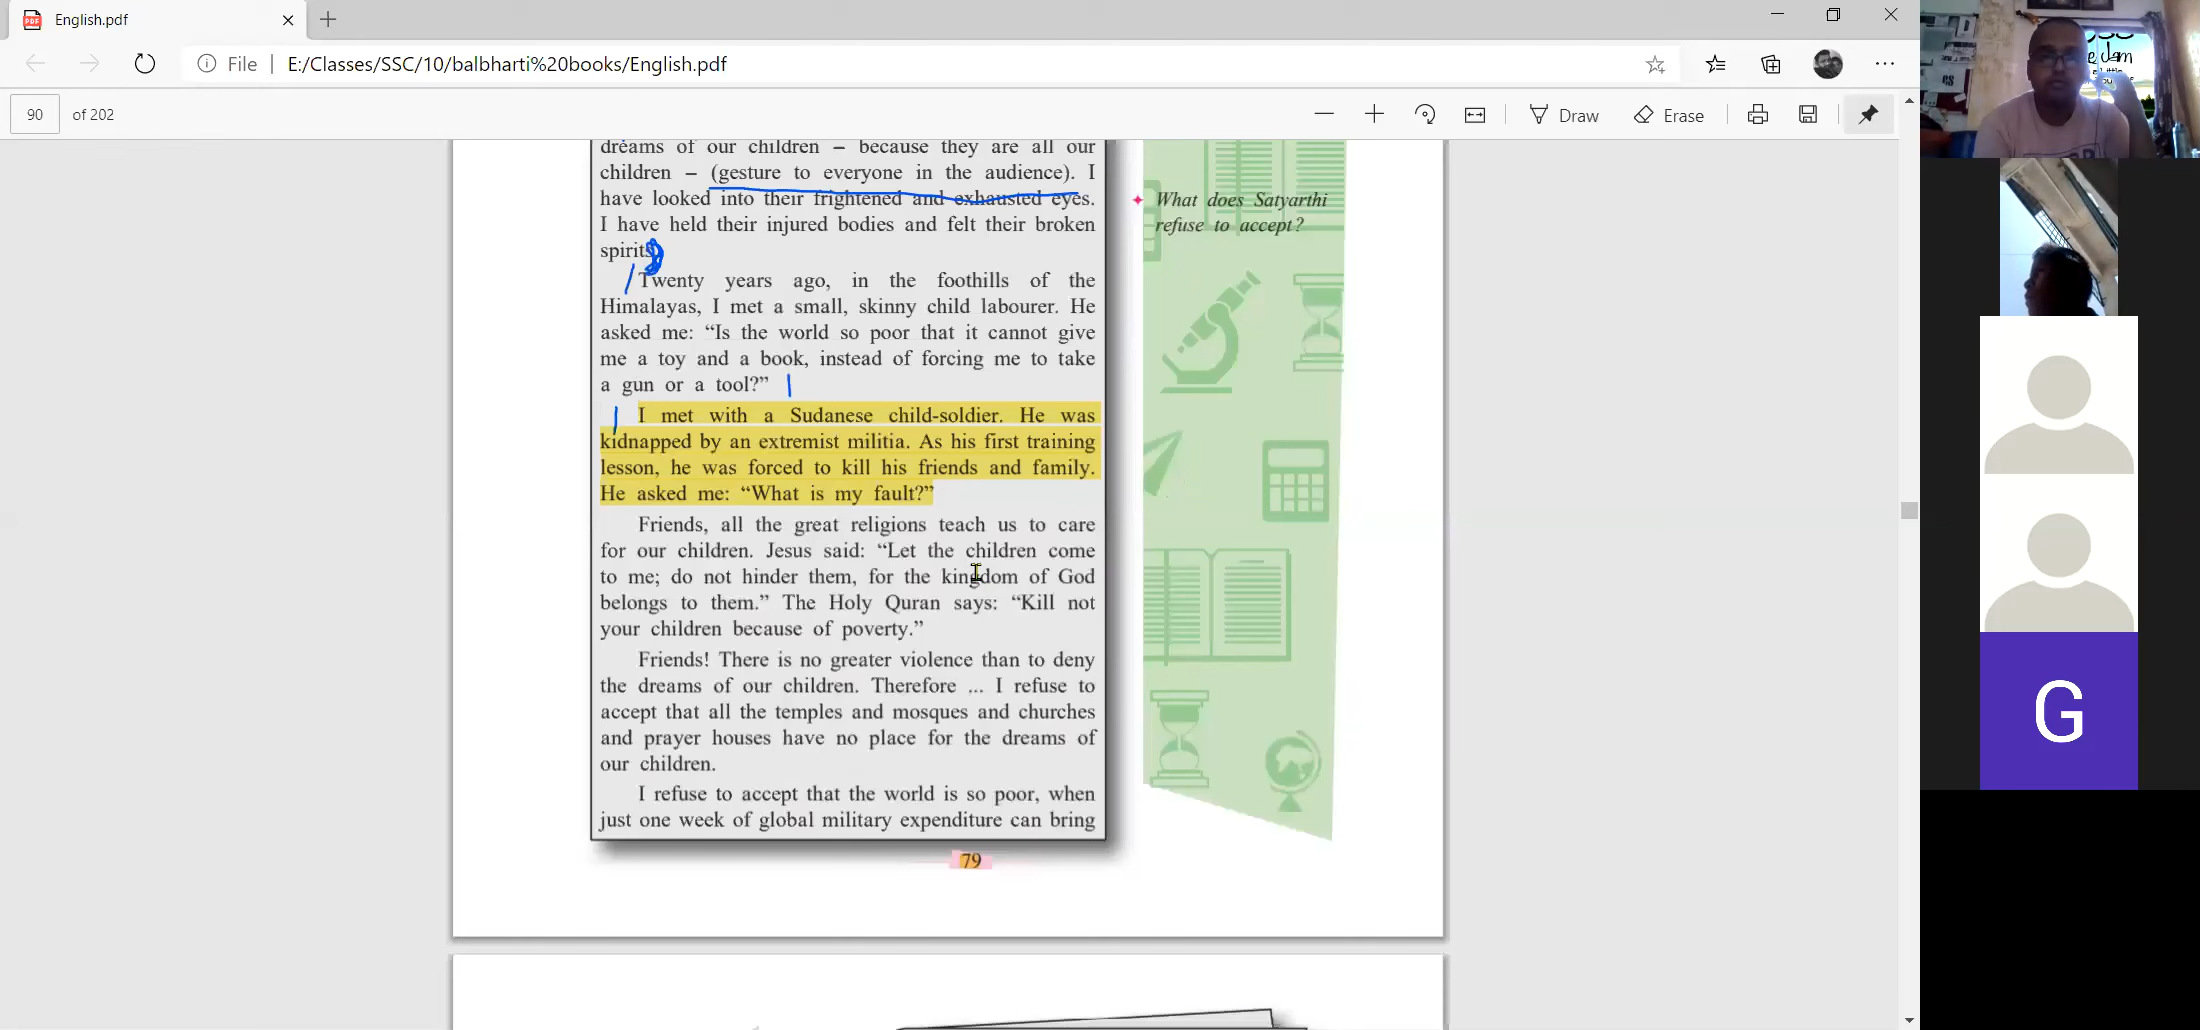 English.pdf
File
E:/Classes/SSC/10/balbharti%20books/English.pdf
90 of 202
Draw
Erase
dreams of our children – because they are all our
children – (gesture to everyone in the audience). I
have looked into their frightened and exhausted eyes.
I have held their injured bodies and felt their broken
spirits
Twenty years ago, in the foothills of the
Himalayas, I met a small, skinny child labourer. He
asked me: “Is the world so poor that it cannot give
me a toy and a book, instead of forcing me to take
a gun or a tool?”
I met with a Sudanese child-soldier. He was
kidnapped by an extremist militia. As his first training
lesson, he was forced to kill his friends and family.
He asked me: “What is my fault?”
Friends, all the great religions teach us to care
for our children. Jesus said: “Let the children come
to me; do not hinder them, for the kingdom of God
belongs to them.” The Holy Quran says: “Kill not
your children because of poverty.”
Friends! There is no greater violence than to deny
the dreams of our children. Therefore ... I refuse to
accept that all the temples and mosques and churches
and prayer houses have no place for the dreams of
our children.
I refuse to accept that the world is so poor, when
just one week of global military expenditure can bring
79
What does Satyarthi
refuse to accept?
G